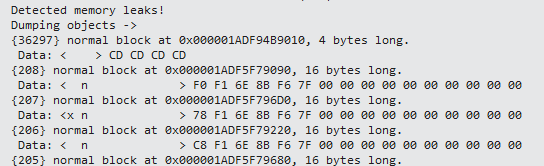 Detected memory leaks!
Dumping objects ->
{36297} normal block at 0x000001ADF94B9010, 4 bytes long.
 Data: <    > CD CD CD CD
{208} normal block at 0x000001ADF5F79090, 16 bytes long.
 Data: <  n             > F0 F1 6E 8B F6 7F 00 00 00 00 00 00 00 00 00 00
{207} normal block at 0x000001ADF5F796D0, 16 bytes long.
 Data: <x n             > 78 F1 6E 8B F6 7F 00 00 00 00 00 00 00 00 00 00
{206} normal block at 0x000001ADF5F79220, 16 bytes long.
 Data: <  n             > C8 F1 6E 8B F6 7F 00 00 00 00 00 00 00 00 00 00
{205} normal block at 0x000001ADF5F79680, 16 bytes long.